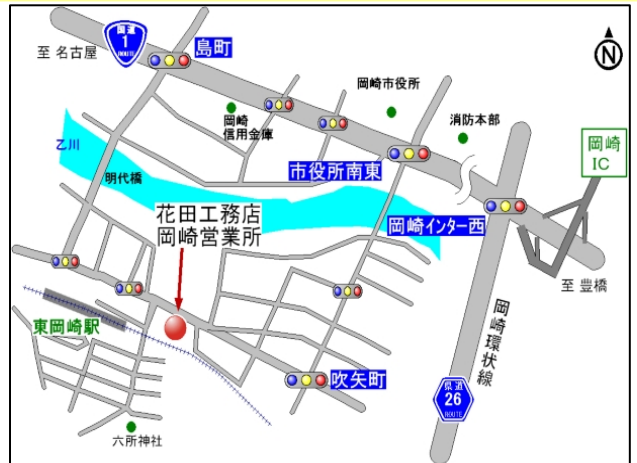 国道
1
ROUTE
島町
至 名古屋
N
岡崎市役所
消防本部
岡崎
信用金庫
岡崎
IC
乙川
市役所南東
明代橋
花田工務店
岡崎営業所
岡崎インター西
至 豊橋
東岡崎駅
岡崎環状線
吹矢町
県道
26
ROUTE
六所神社